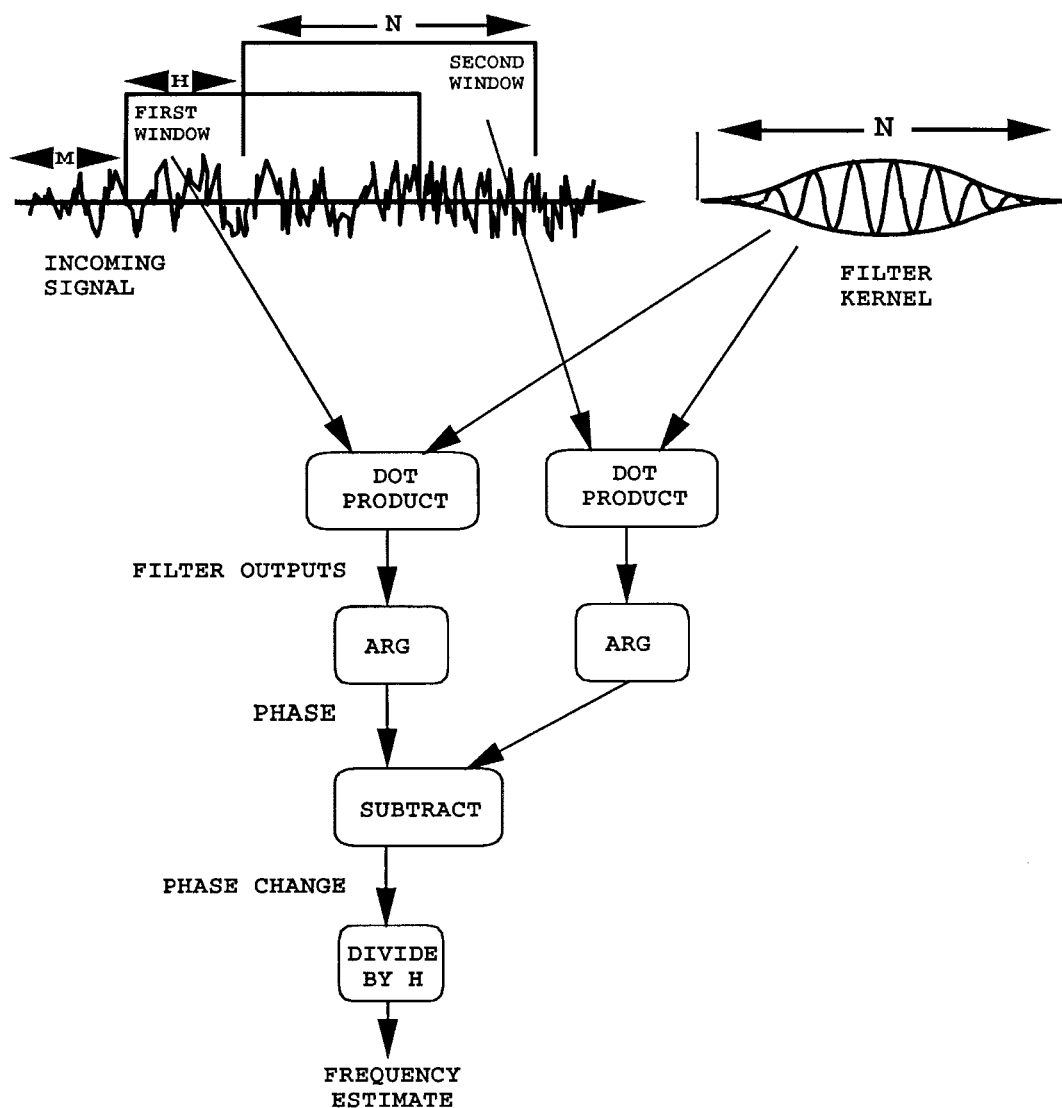 N
SECOND
WINDOW
H
FIRST
WINDOW
M
N
INCOMING
SIGNAL
FILTER
KERNEL
DOT
PRODUCT
DOT
PRODUCT
FILTER OUTPUTS
ARG
ARG
PHASE
SUBTRACT
PHASE CHANGE
DIVIDE
BY H
FREQUENCY
ESTIMATE